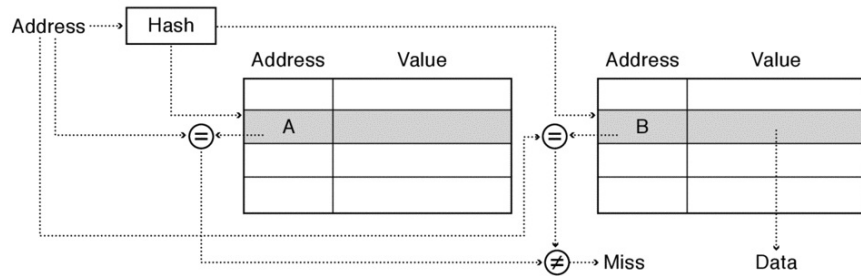 Address
Hash
Address Value
Address Value
= A
= B
≠ Miss
Data